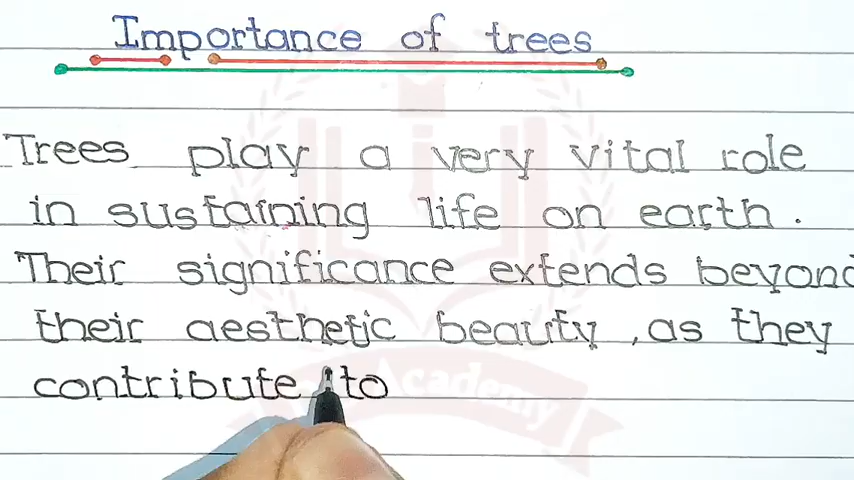 Importance of trees
Trees play a very vital role
in sustaining life on earth.
Their significance extends beyond
their aesthetic beauty, as they
contribute to
Academy